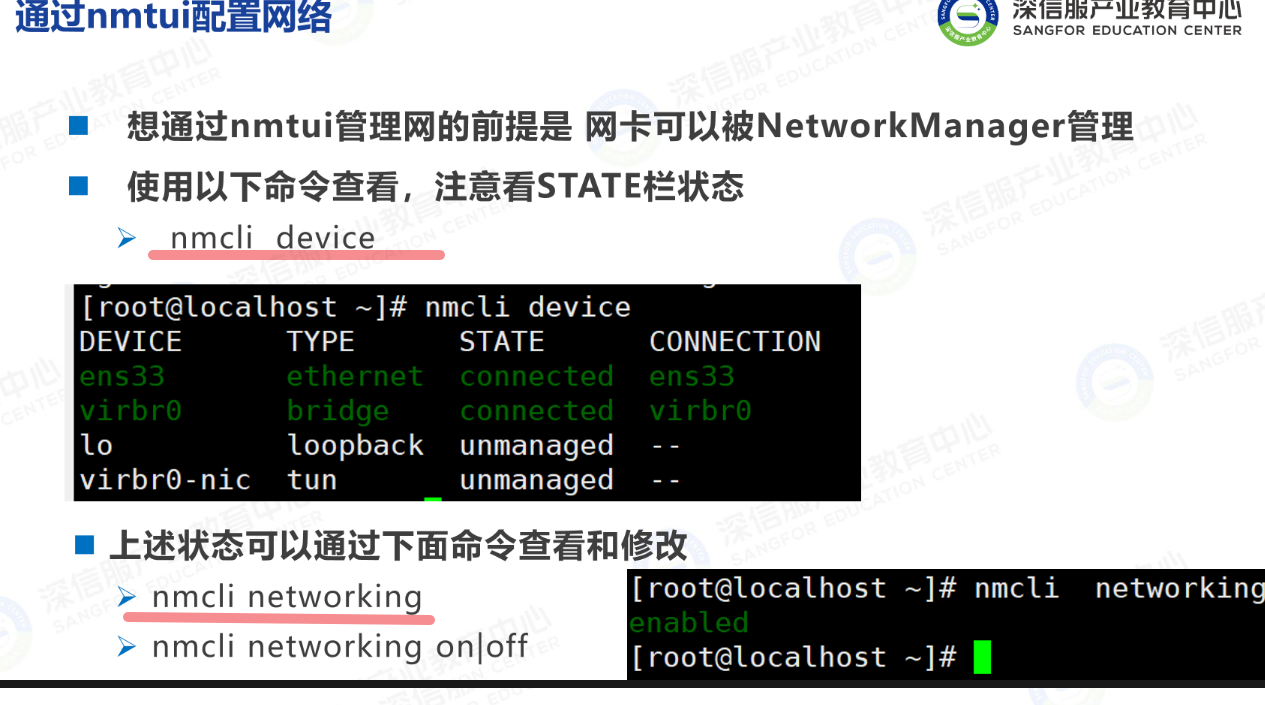 通过nmtui配置网络
深信服产业教育中心
SANGFOR EDUCATION CENTER
想通过nmtui管理网的前提是 网卡可以被NetworkManager管理
使用以下命令查看，注意看STATE栏状态
nmcli  device
[root@localhost ~]# nmcli device
DEVICE      TYPE      STATE      CONNECTION
ens33       ethernet  connected  ens33
virbr0      bridge    connected  virbr0
lo          loopback  unmanaged  --
virbr0-nic  tun       unmanaged  --
上述状态可以通过下面命令查看和修改
nmcli networking
nmcli networking on|off
[root@localhost ~]# nmcli  networking
enabled
[root@localhost ~]#